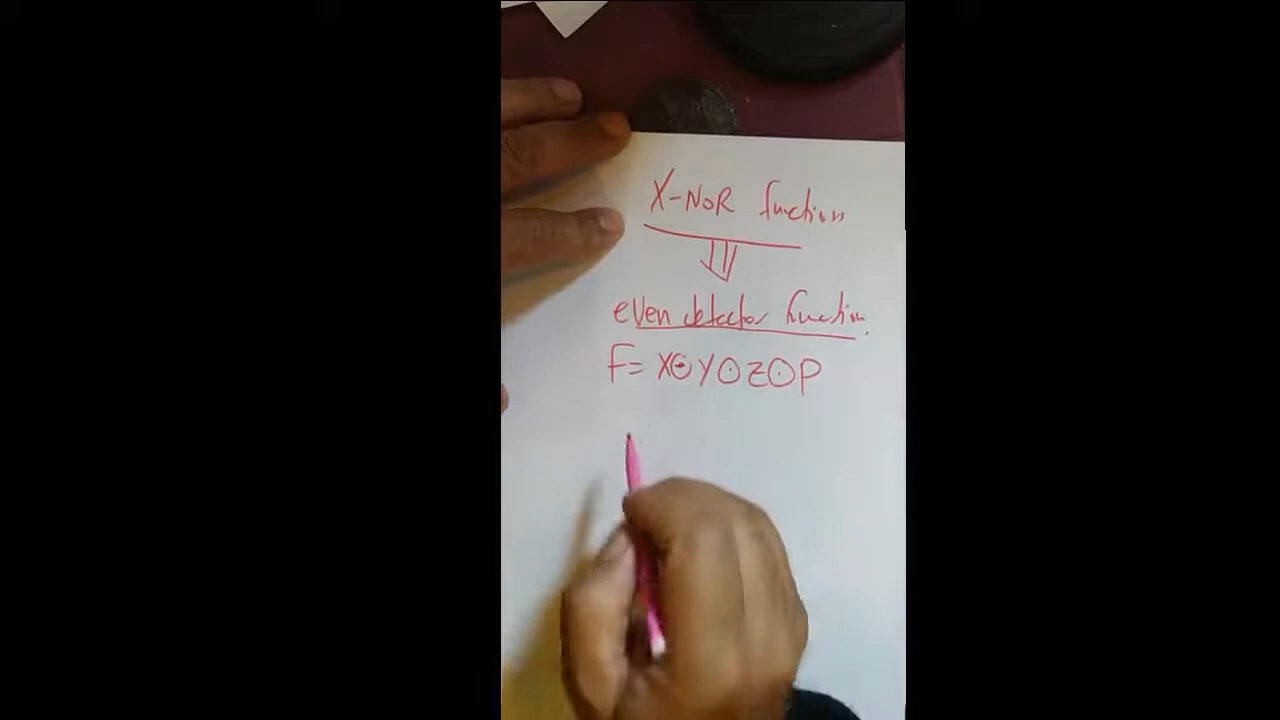 X-NOR function
even detector function.
F= X⊙Y⊙Z⊙P